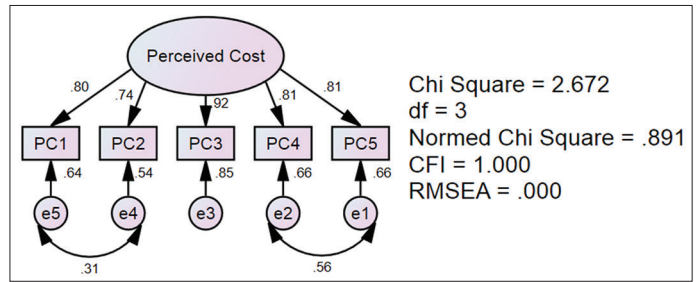 Perceived Cost
.80
.74
.92
.81
.81
PC1
PC2
PC3
PC4
PC5
.64
.54
.85
.66
.66
e5
e4
e3
e2
e1
.31
.56
Chi Square = 2.672
df = 3
Normed Chi Square = .891
CFI = 1.000
RMSEA = .000